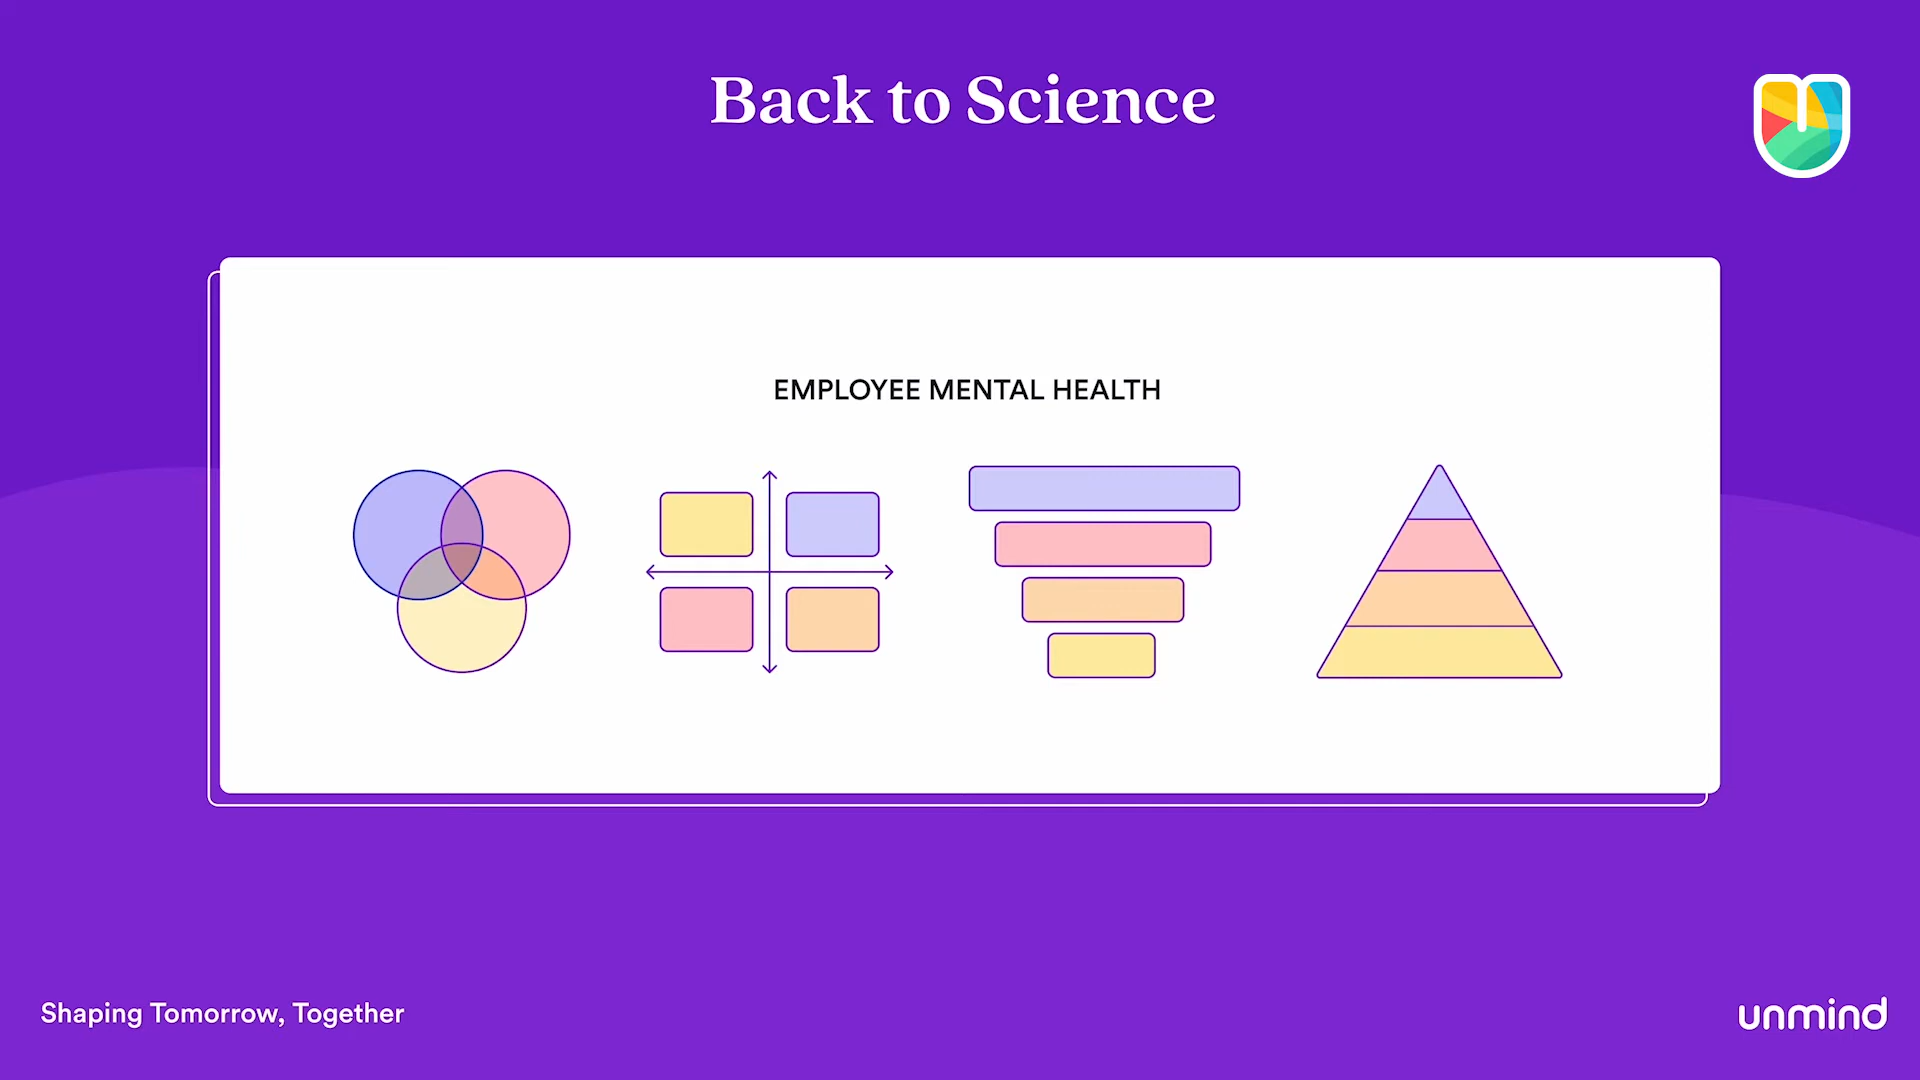 Back to Science
EMPLOYEE MENTAL HEALTH
Shaping Tomorrow, Together
unmind